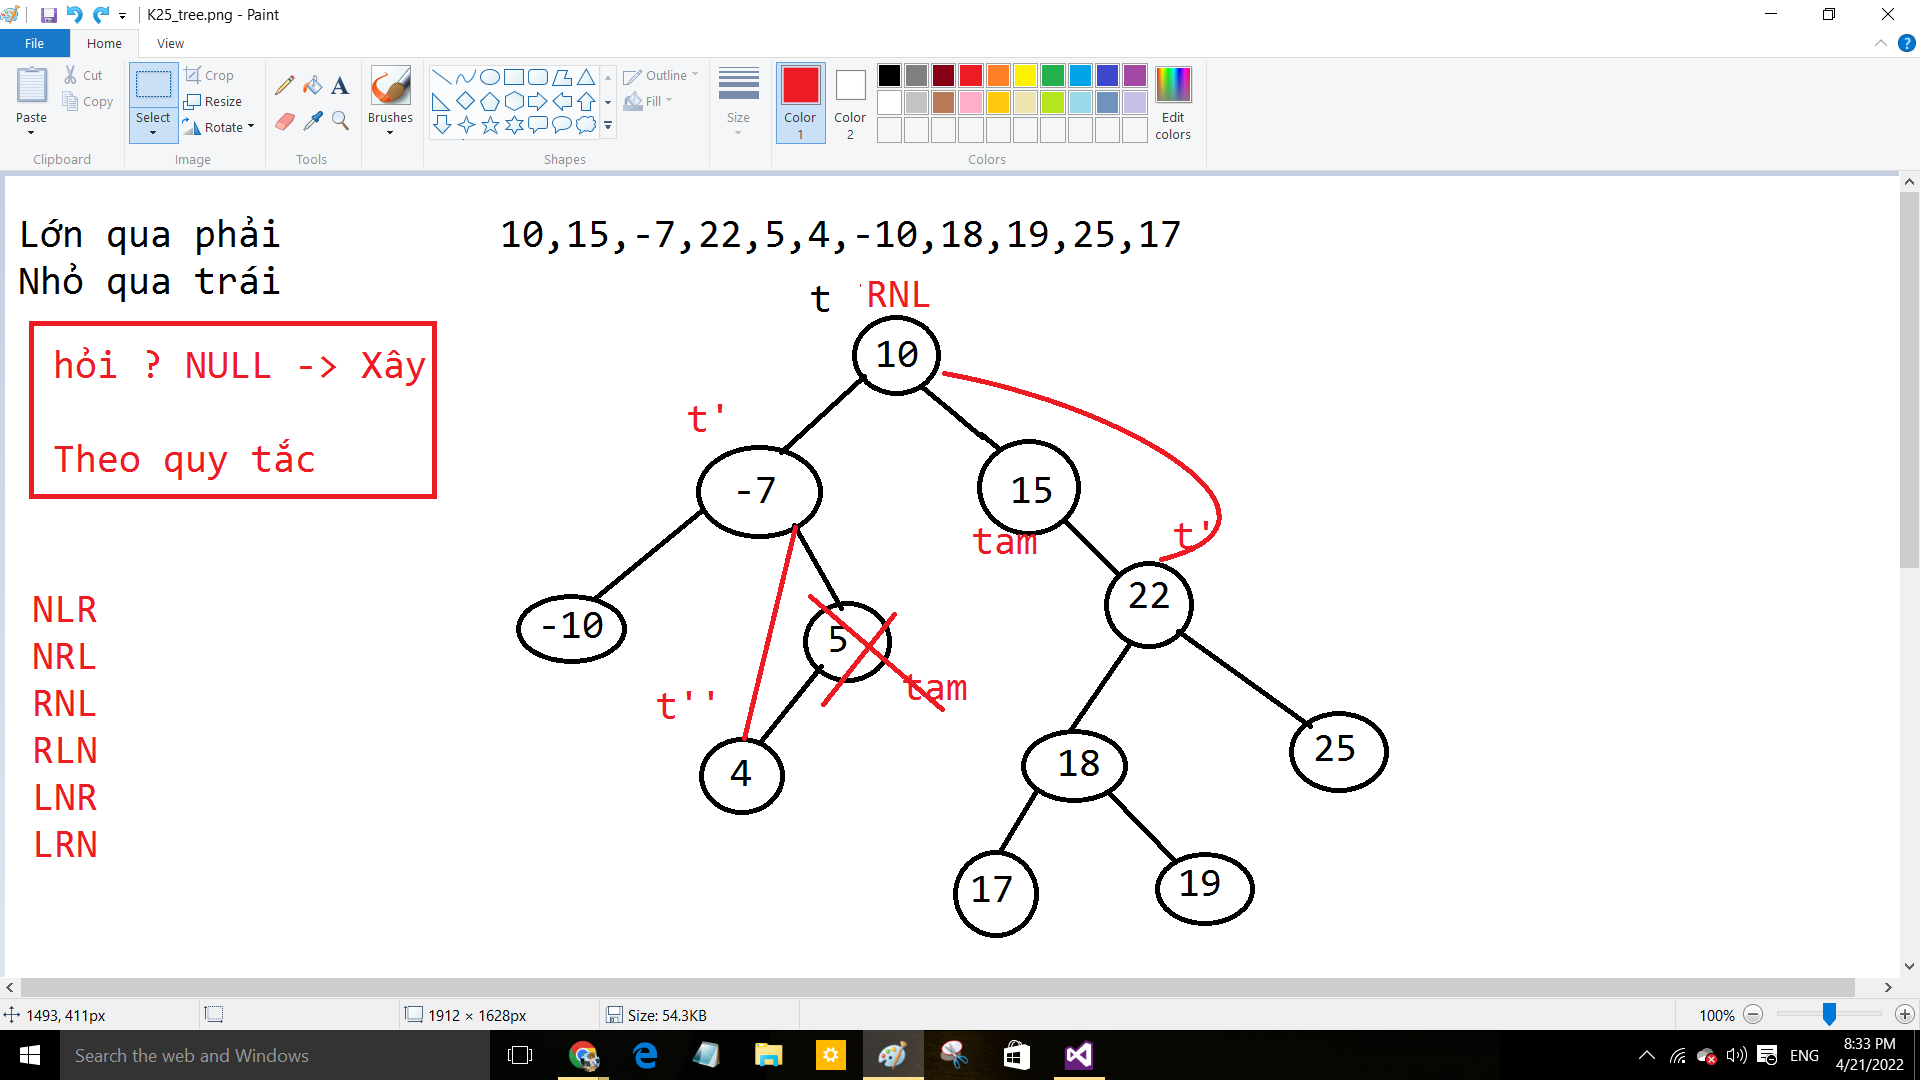 K25_tree.png - Paint
File Home View
Paste
Cut
Copy
Clipboard
Select
Crop
Resize
Rotate
Image
Tools
Brushes
Outline
Fill
Shapes
Size
Color 1
Color 2
Edit colors
Colors
Lớn qua phải
Nhỏ qua trái
10,15,-7,22,5,4,-10,18,19,25,17
t RNL
hỏi ? NULL -> Xây
Theo quy tắc
10
t'
-7
15
tam
t'
22
-10
5
tam
t''
4
18
25
17
19
NLR
NRL
RNL
RLN
LNR
LRN
1493, 411px
1912 × 1628px
Size: 54.3KB
100%
Search the web and Windows
ENG
8:33 PM
4/21/2022